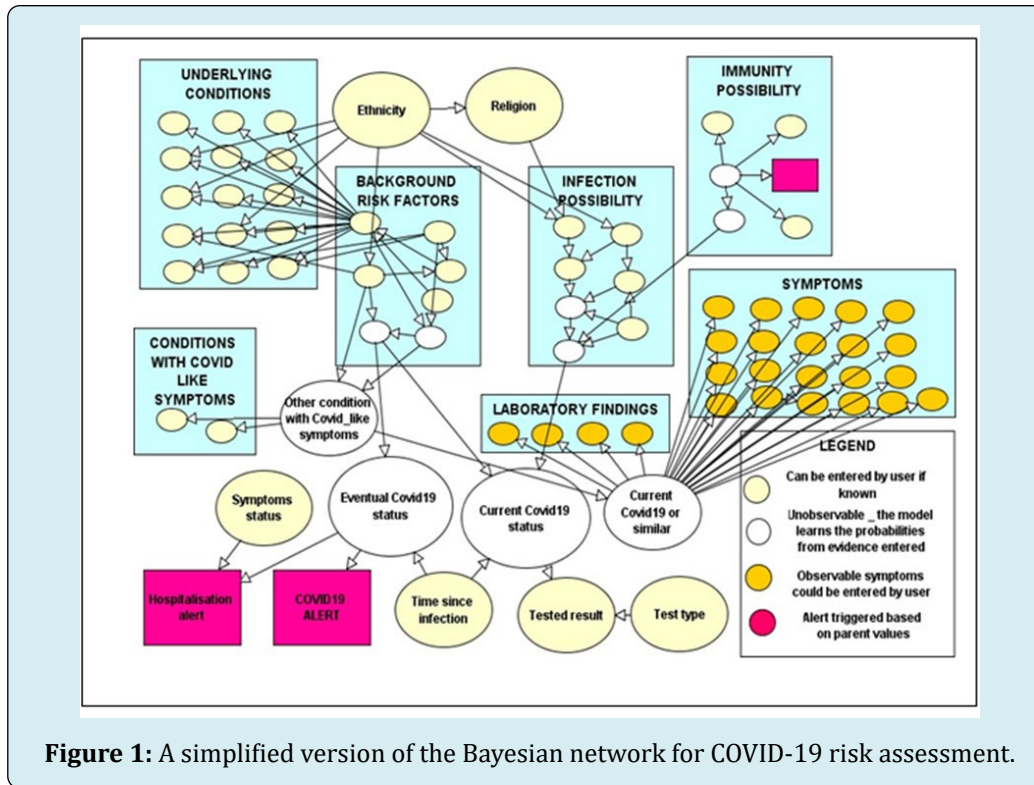 UNDERLYING
CONDITIONS
Ethnicity
Religion
IMMUNITY
POSSIBILITY
BACKGROUND
RISK FACTORS
INFECTION
POSSIBILITY
SYMPTOMS
CONDITIONS
WITH COVID
LIKE
SYMPTOMS
Other condition
with Covid_like
symptoms
LABORATORY FINDINGS
LEGEND
Can be entered by user if
known
Unobservable _ the model
learns the probabilities
from evidence entered
Observable symptoms
could be entered by user
Alert triggered based
on parent values
Symptoms
status
Eventual Covid19
status
Current Covid19
status
Current
Covid19 or
similar
Hospitalisation
alert
COVID19
ALERT
Time since
infection
Tested result
Test type
Figure 1: A simplified version of the Bayesian network for COVID-19 risk assessment.